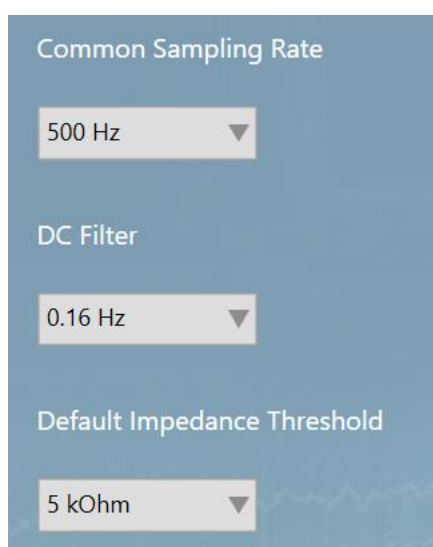 Common Sampling Rate
500 Hz
DC Filter
0.16 Hz
Default Impedance Threshold
5 kOhm